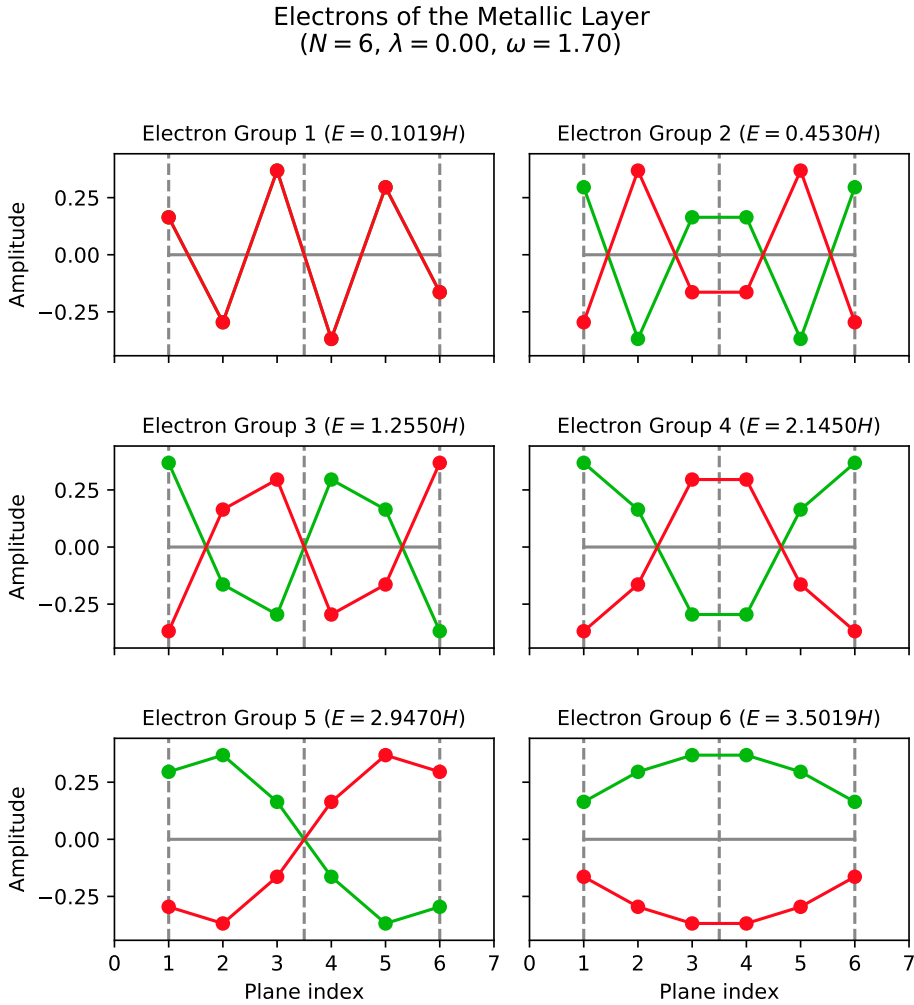 Electrons of the Metallic Layer
(N = 6, λ = 0.00, ω = 1.70)
Electron Group 1 (E = 0.1019H)
Electron Group 2 (E = 0.4530H)
Amplitude
0.25
0.00
−0.25
Electron Group 3 (E = 1.2550H)
Electron Group 4 (E = 2.1450H)
Amplitude
0.25
0.00
−0.25
Electron Group 5 (E = 2.9470H)
Electron Group 6 (E = 3.5019H)
Amplitude
0.25
0.00
−0.25
0 1 2 3 4 5 6 7
0 1 2 3 4 5 6 7
Plane index
Plane index